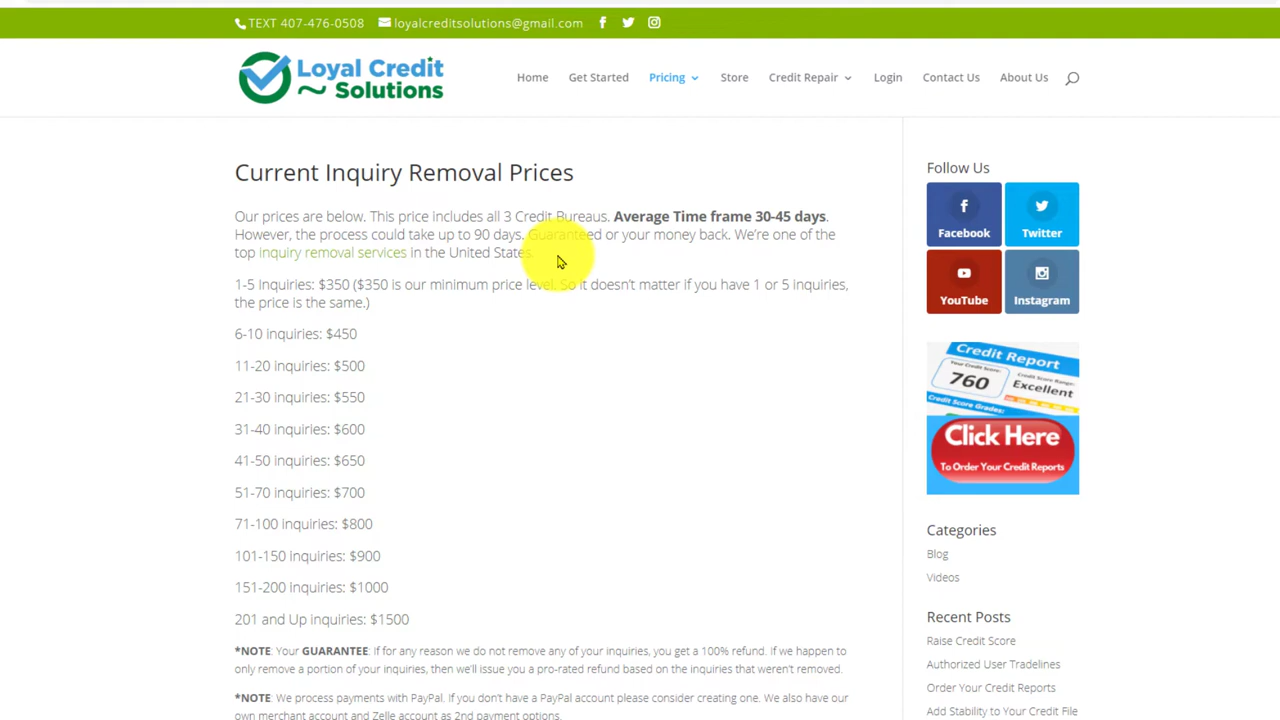 TEXT 407-476-0508 loyalcreditsolutions@gmail.com
Loyal Credit
Solutions
Home Get Started Pricing Store Credit Repair Login Contact Us About Us
Current Inquiry Removal Prices
Our prices are below. This price includes all 3 Credit Bureaus. Average Time frame 30-45 days.
However, the process could take up to 90 days. Guaranteed or your money back. We're one of the
top inquiry removal services in the United States.
1-5 Inquiries: $350 ($350 is our minimum price level. So it doesn't matter if you have 1 or 5 inquiries,
the price is the same.)
6-10 inquiries: $450
11-20 inquiries: $500
21-30 inquiries: $550
31-40 inquiries: $600
41-50 inquiries: $650
51-70 inquiries: $700
71-100 inquiries: $800
101-150 inquiries: $900
151-200 inquiries: $1000
201 and Up inquiries: $1500
*NOTE: Your GUARANTEE: If for any reason we do not remove any of your inquiries, you get a 100% refund. If we happen to
only remove a portion of your inquiries, then we'll issue you a pro-rated refund based on the inquiries that weren't removed.
*NOTE: We process payments with PayPal. If you don't have a PayPal account please consider creating one. We also have our
own merchant account and Zelle account as 2nd payment options.
Follow Us
Facebook Twitter
YouTube Instagram
Credit Report
Your Credit Score:
760
Credit Score Range:
Excellent
Credit Score Grades:
Click Here
To Order Your Credit Reports
Categories
Blog
Videos
Recent Posts
Raise Credit Score
Authorized User Tradelines
Order Your Credit Reports
Add Stability to Your Credit File